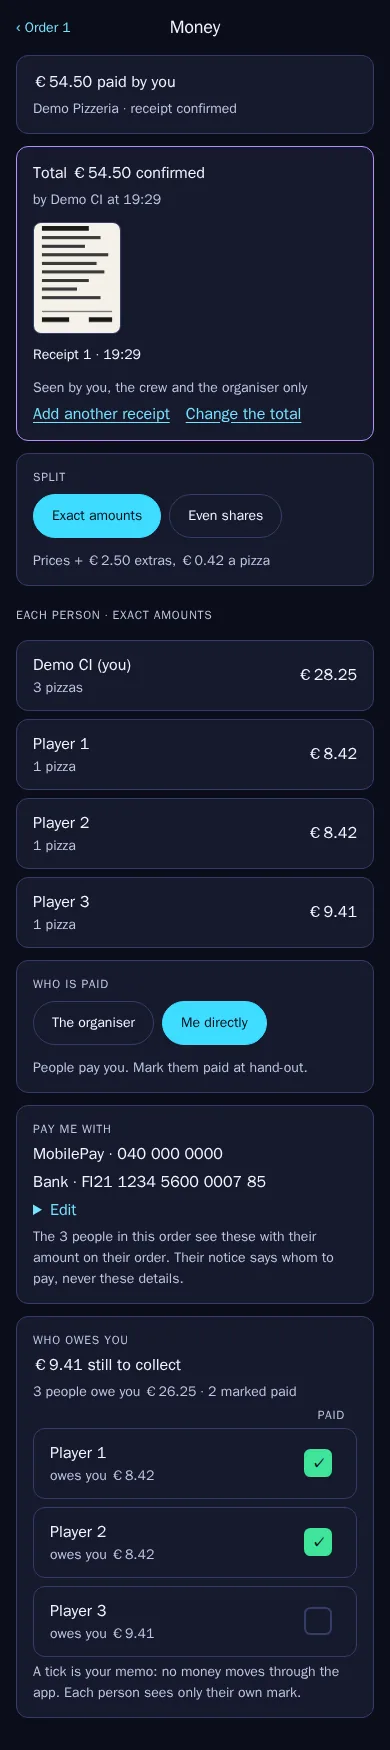 ‹ Order 1
Money
€ 54.50 paid by you
Demo Pizzeria · receipt confirmed
Total € 54.50 confirmed
by Demo CI at 19:29
Receipt 1 · 19:29
Seen by you, the crew and the organiser only
Add another receipt Change the total
SPLIT
Exact amounts Even shares
Prices + € 2.50 extras, € 0.42 a pizza
EACH PERSON · EXACT AMOUNTS
Demo CI (you)
3 pizzas
€ 28.25
Player 1
1 pizza
€ 8.42
Player 2
1 pizza
€ 8.42
Player 3
1 pizza
€ 9.41
WHO IS PAID
The organiser Me directly
People pay you. Mark them paid at hand-out.
PAY ME WITH
MobilePay · 040 000 0000
Bank · FI21 1234 5600 0007 85
▶ Edit
The 3 people in this order see these with their
amount on their order. Their notice says whom to
pay, never these details.
WHO OWES YOU
€ 9.41 still to collect
3 people owe you € 26.25 · 2 marked paid
PAID
Player 1
owes you € 8.42
✓
Player 2
owes you € 8.42
✓
Player 3
owes you € 9.41
A tick is your memo: no money moves through the
app. Each person sees only their own mark.